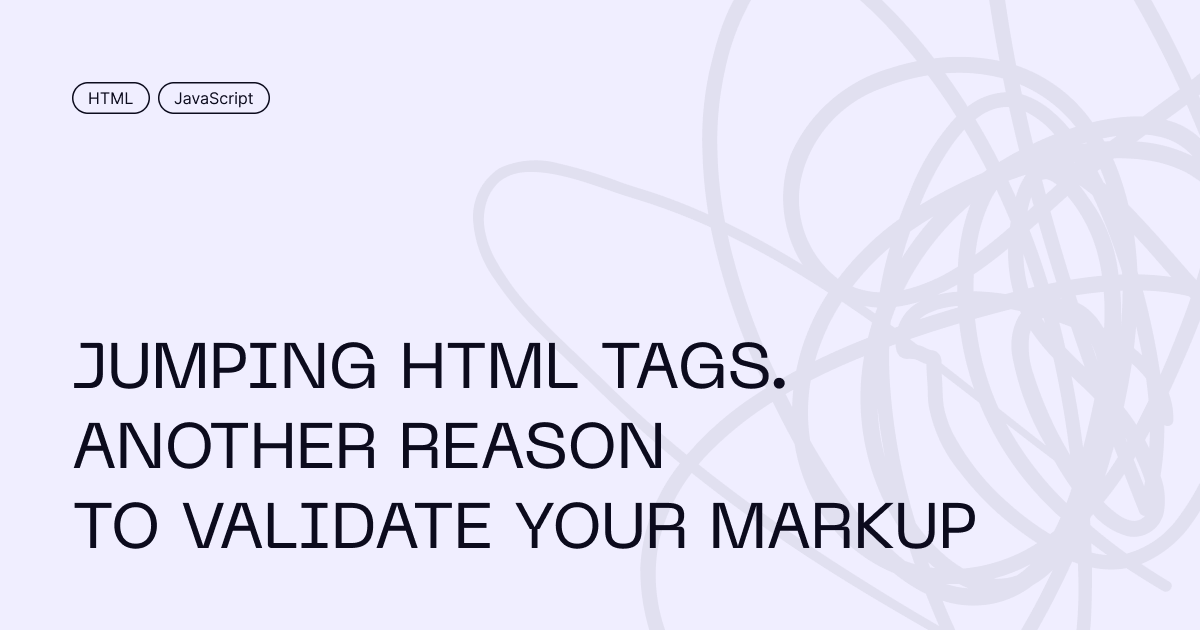 HTML
JavaScript
JUMPING HTML TAGS.
ANOTHER REASON
TO VALIDATE YOUR MARKUP